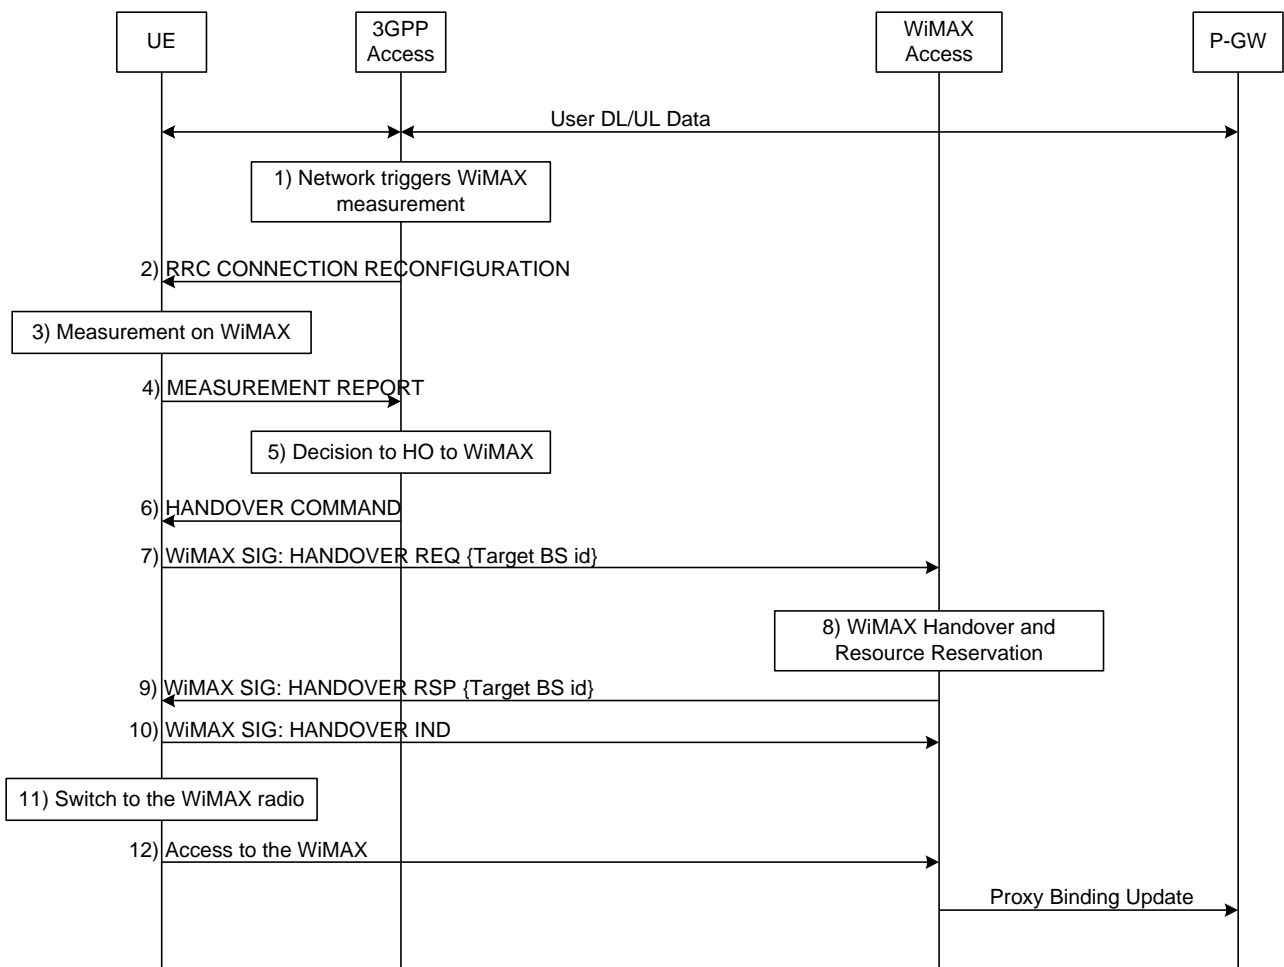 UE
3GPP
Access
WiMAX
Access
P-GW
User DL/UL Data
1) Network triggers WiMAX
measurement
2) RRC CONNECTION RECONFIGURATION
3) Measurement on WiMAX
4) MEASUREMENT REPORT
5) Decision to HO to WiMAX
6) HANDOVER COMMAND
7) WiMAX SIG: HANDOVER REQ {Target BS id}
8) WiMAX Handover and
Resource Reservation
9) WiMAX SIG: HANDOVER RSP {Target BS id}
10) WiMAX SIG: HANDOVER IND
11) Switch to the WiMAX radio
12) Access to the WiMAX
Proxy Binding Update